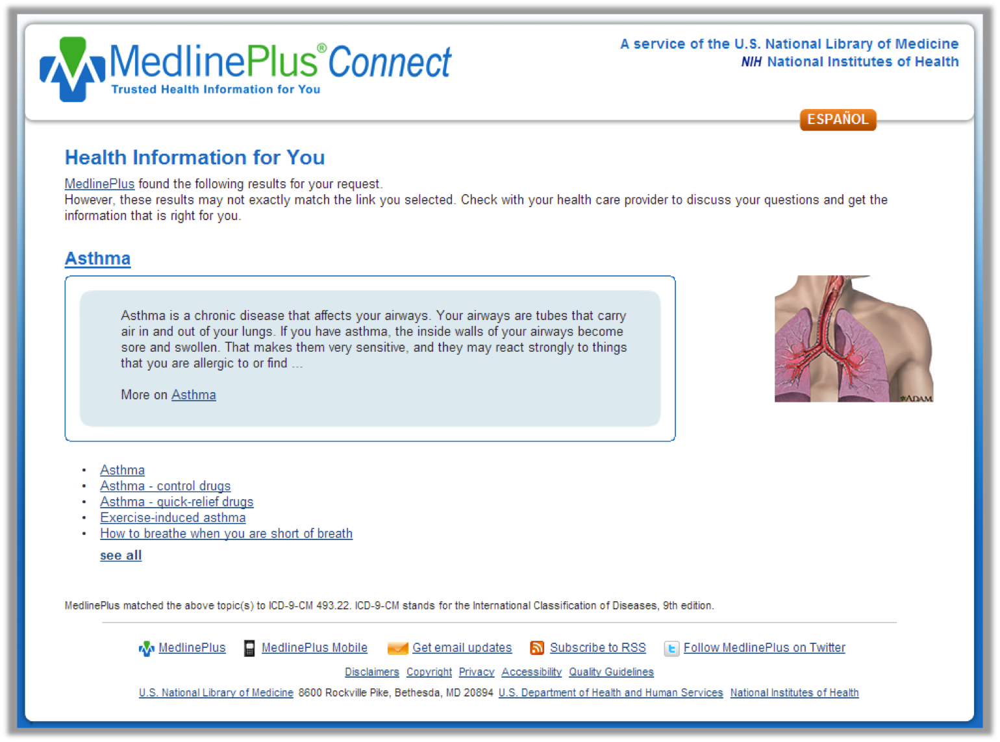 MedlinePlus® Connect
Trusted Health Information for You
A service of the U.S. National Library of Medicine
NIH National Institutes of Health
ESPAÑOL
Health Information for You
MedlinePlus found the following results for your request.
However, these results may not exactly match the link you selected. Check with your health care provider to discuss your questions and get the
information that is right for you.
Asthma
Asthma is a chronic disease that affects your airways. Your airways are tubes that carry
air in and out of your lungs. If you have asthma, the inside walls of your airways become
sore and swollen. That makes them very sensitive, and they may react strongly to things
that you are allergic to or find ...
More on Asthma
ADAM
• Asthma
• Asthma - control drugs
• Asthma - quick-relief drugs
• Exercise-induced asthma
• How to breathe when you are short of breath
see all
MedlinePlus matched the above topic(s) to ICD-9-CM 493.22. ICD-9-CM stands for the International Classification of Diseases, 9th edition.
MedlinePlus MedlinePlus Mobile Get email updates Subscribe to RSS Follow MedlinePlus on Twitter
Disclaimers Copyright Privacy Accessibility Quality Guidelines
U.S. National Library of Medicine 8600 Rockville Pike, Bethesda, MD 20894 U.S. Department of Health and Human Services National Institutes of Health